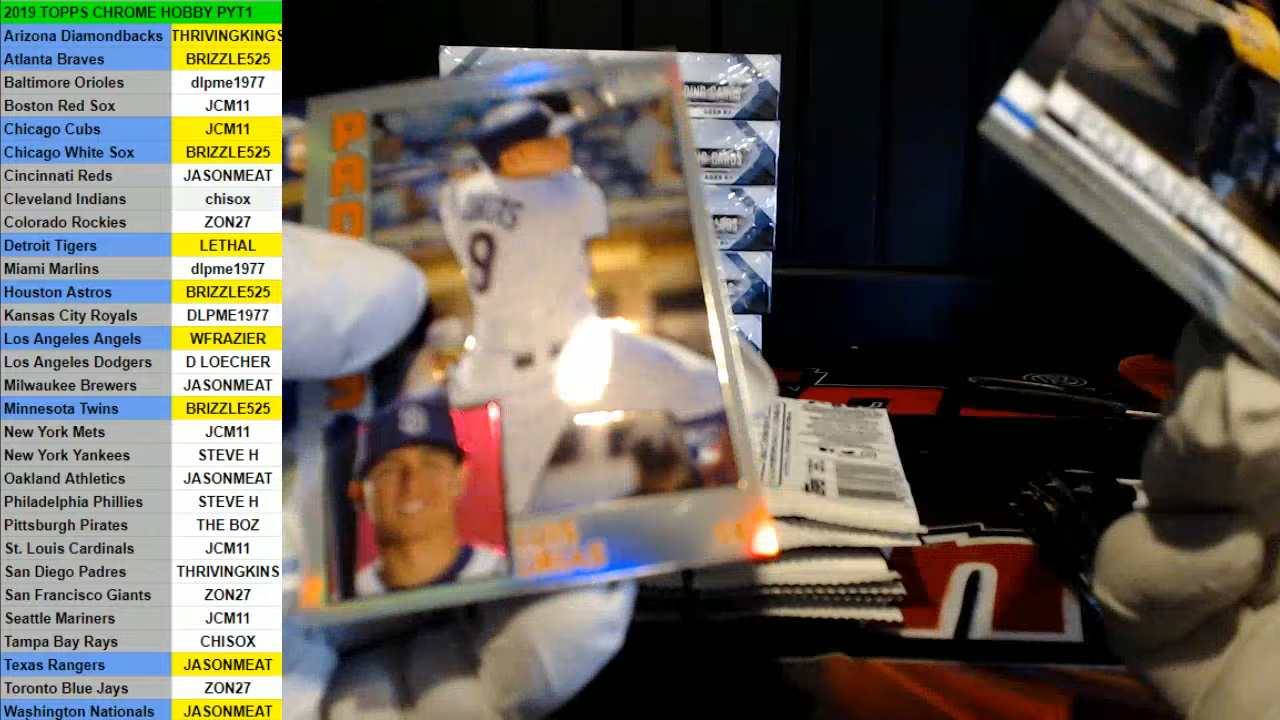 2019 TOPPS CHROME HOBBY PYT1
Arizona Diamondbacks THRIVINGKINGS
Atlanta Braves BRIZZLE525
Baltimore Orioles dlpme1977
Boston Red Sox JCM11
Chicago Cubs JCM11
Chicago White Sox BRIZZLE525
Cincinnati Reds JASONMEAT
Cleveland Indians chisox
Colorado Rockies ZON27
Detroit Tigers LETHAL
Miami Marlins dlpme1977
Houston Astros BRIZZLE525
Kansas City Royals DLPME1977
Los Angeles Angels WFRAZIER
Los Angeles Dodgers D LOECHER
Milwaukee Brewers JASONMEAT
Minnesota Twins BRIZZLE525
New York Mets JCM11
New York Yankees STEVE H
Oakland Athletics JASONMEAT
Philadelphia Phillies STEVE H
Pittsburgh Pirates THE BOZ
St. Louis Cardinals JCM11
San Diego Padres THRIVINGKINS
San Francisco Giants ZON27
Seattle Mariners JCM11
Tampa Bay Rays CHISOX
Texas Rangers JASONMEAT
Toronto Blue Jays ZON27
Washington Nationals JASONMEAT
9
LUIS
URIAS
CARDS